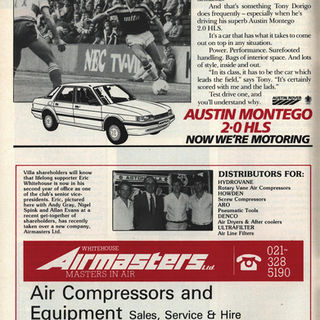 And that's something Tony Dorigo
does frequently – especially when he's
driving his superb Austin Montego
2.0 HLS.
It's a car that has what it takes to come
out on top in any situation.
Power. Performance. Surefooted
handling. Bags of interior space. And lots
of style, inside and out.
"In its class, it has to be the car which
leads the field," says Tony. "It's certainly
scored with me and the lads."
Test drive one, and
you'll understand why.
NEC TV-VI
AUSTIN ROVER
AUSTIN MONTEGO
2·0 HLS
NOW WE'RE MOTORING
Villa shareholders will know
that lifelong supporter Eric
Whitehouse is now in his
second year of office as one
of the club's senior vice-
presidents. Eric, pictured
here with Andy Gray, Nigel
Spink and Allan Evans at a
recent get-together of
shareholders, has recently
taken over a new company,
Airmasters Ltd.
DISTRIBUTORS FOR:
HYDROVANE
Rotary Vane Air Compressors
HOWDEN
Screw Compressors
ARO
Pneumatic Tools
DENCO
Air Dryers & After coolers
ULTRAFILTER
Air Line Filters
WHITEHOUSE
Airmasters Ltd.
MASTERS IN AIR
021-
328
5190
Air Compressors and
Equipment Sales, Service & Hire